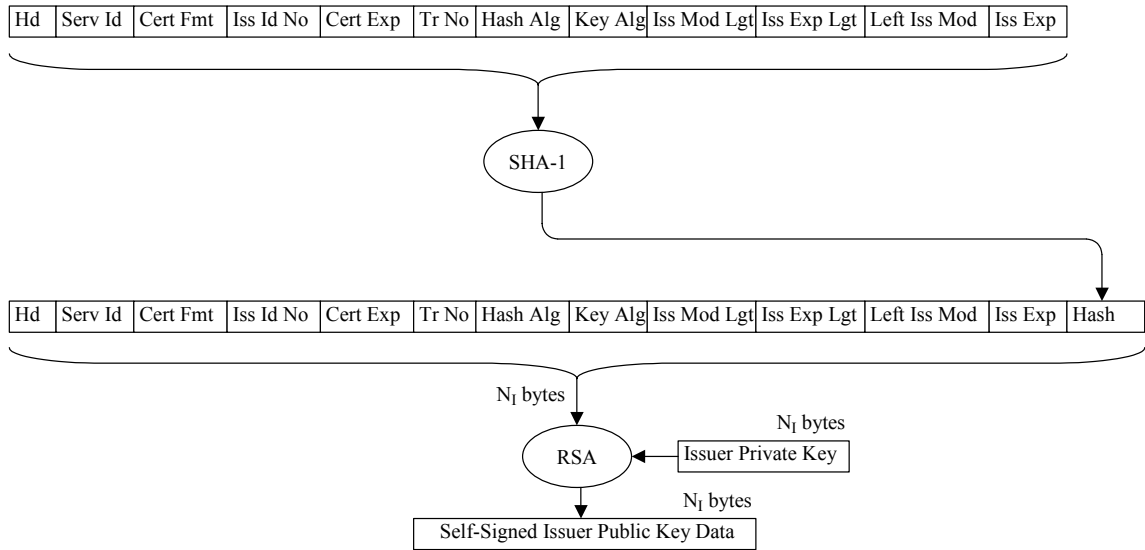 Hd Serv Id Cert Fmt Iss Id No Cert Exp Tr No Hash Alg Key Alg Iss Mod Lgt Iss Exp Lgt Left Iss Mod Iss Exp
SHA-1
Hd Serv Id Cert Fmt Iss Id No Cert Exp Tr No Hash Alg Key Alg Iss Mod Lgt Iss Exp Lgt Left Iss Mod Iss Exp Hash
NI bytes
NI bytes
RSA
Issuer Private Key
NI bytes
Self-Signed Issuer Public Key Data